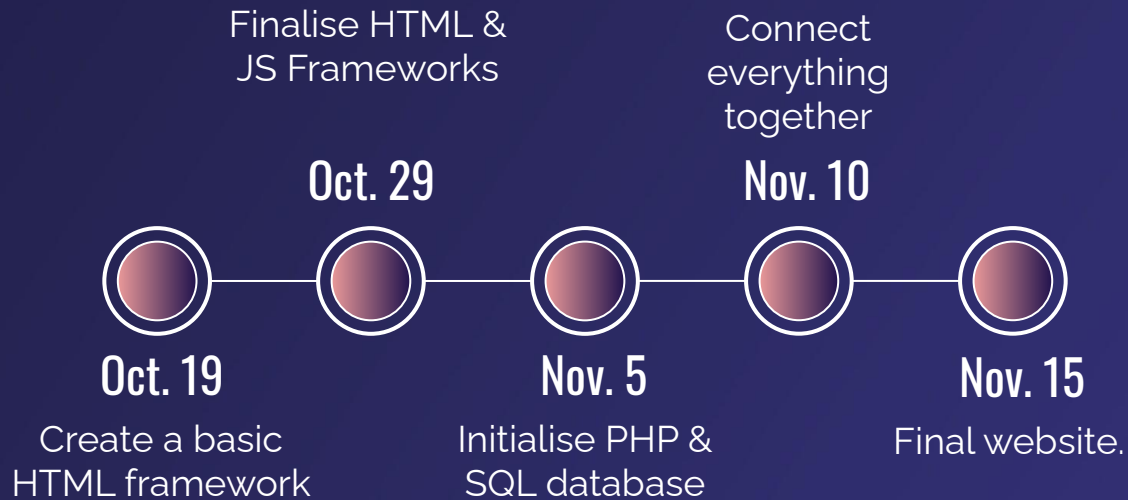 Finalise HTML &
JS Frameworks
Connect
everything
together
Oct. 29
Nov. 10
Oct. 19
Nov. 5
Nov. 15
Create a basic
HTML framework
Initialise PHP &
SQL database
Final website.